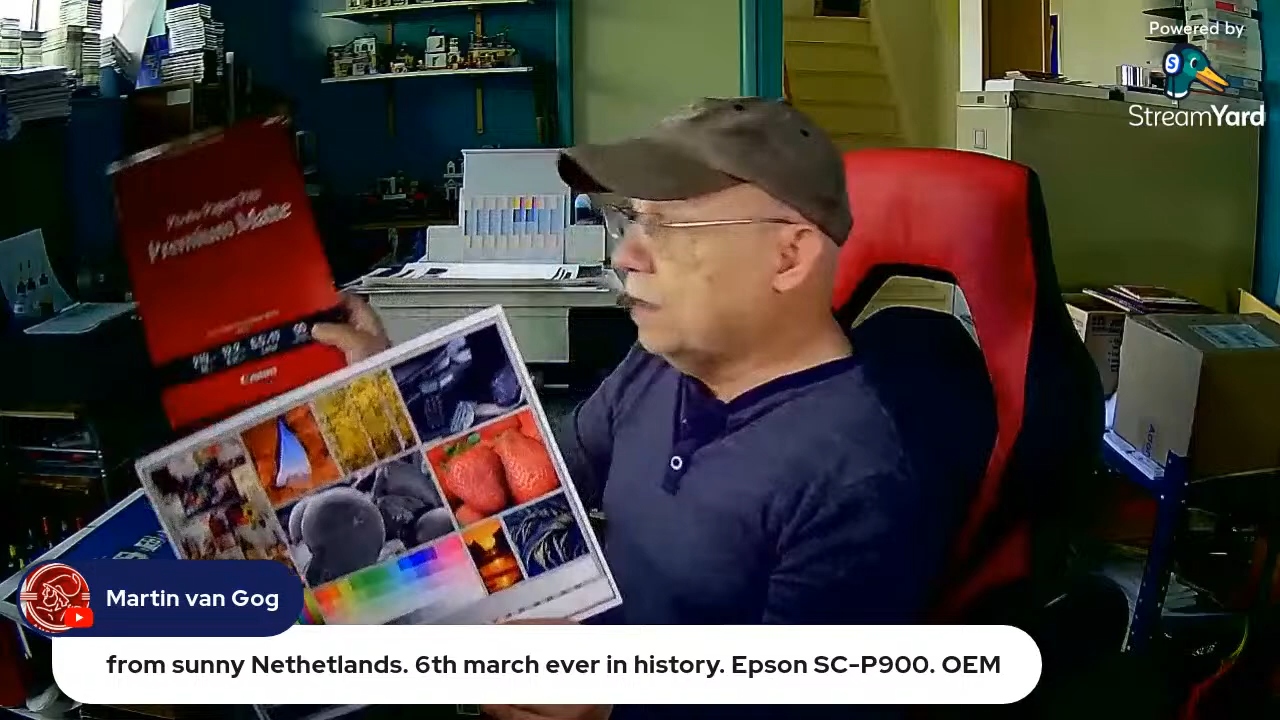 Powered by
StreamYard
Premium Matte
Canon
Martin van Gog
from sunny Nethetlands. 6th march ever in history. Epson SC-P900. OEM